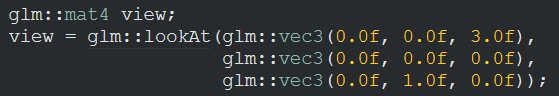 glm::mat4 view;
view = glm::lookAt(glm::vec3(0.0f, 0.0f, 3.0f),
                   glm::vec3(0.0f, 0.0f, 0.0f),
                   glm::vec3(0.0f, 1.0f, 0.0f));